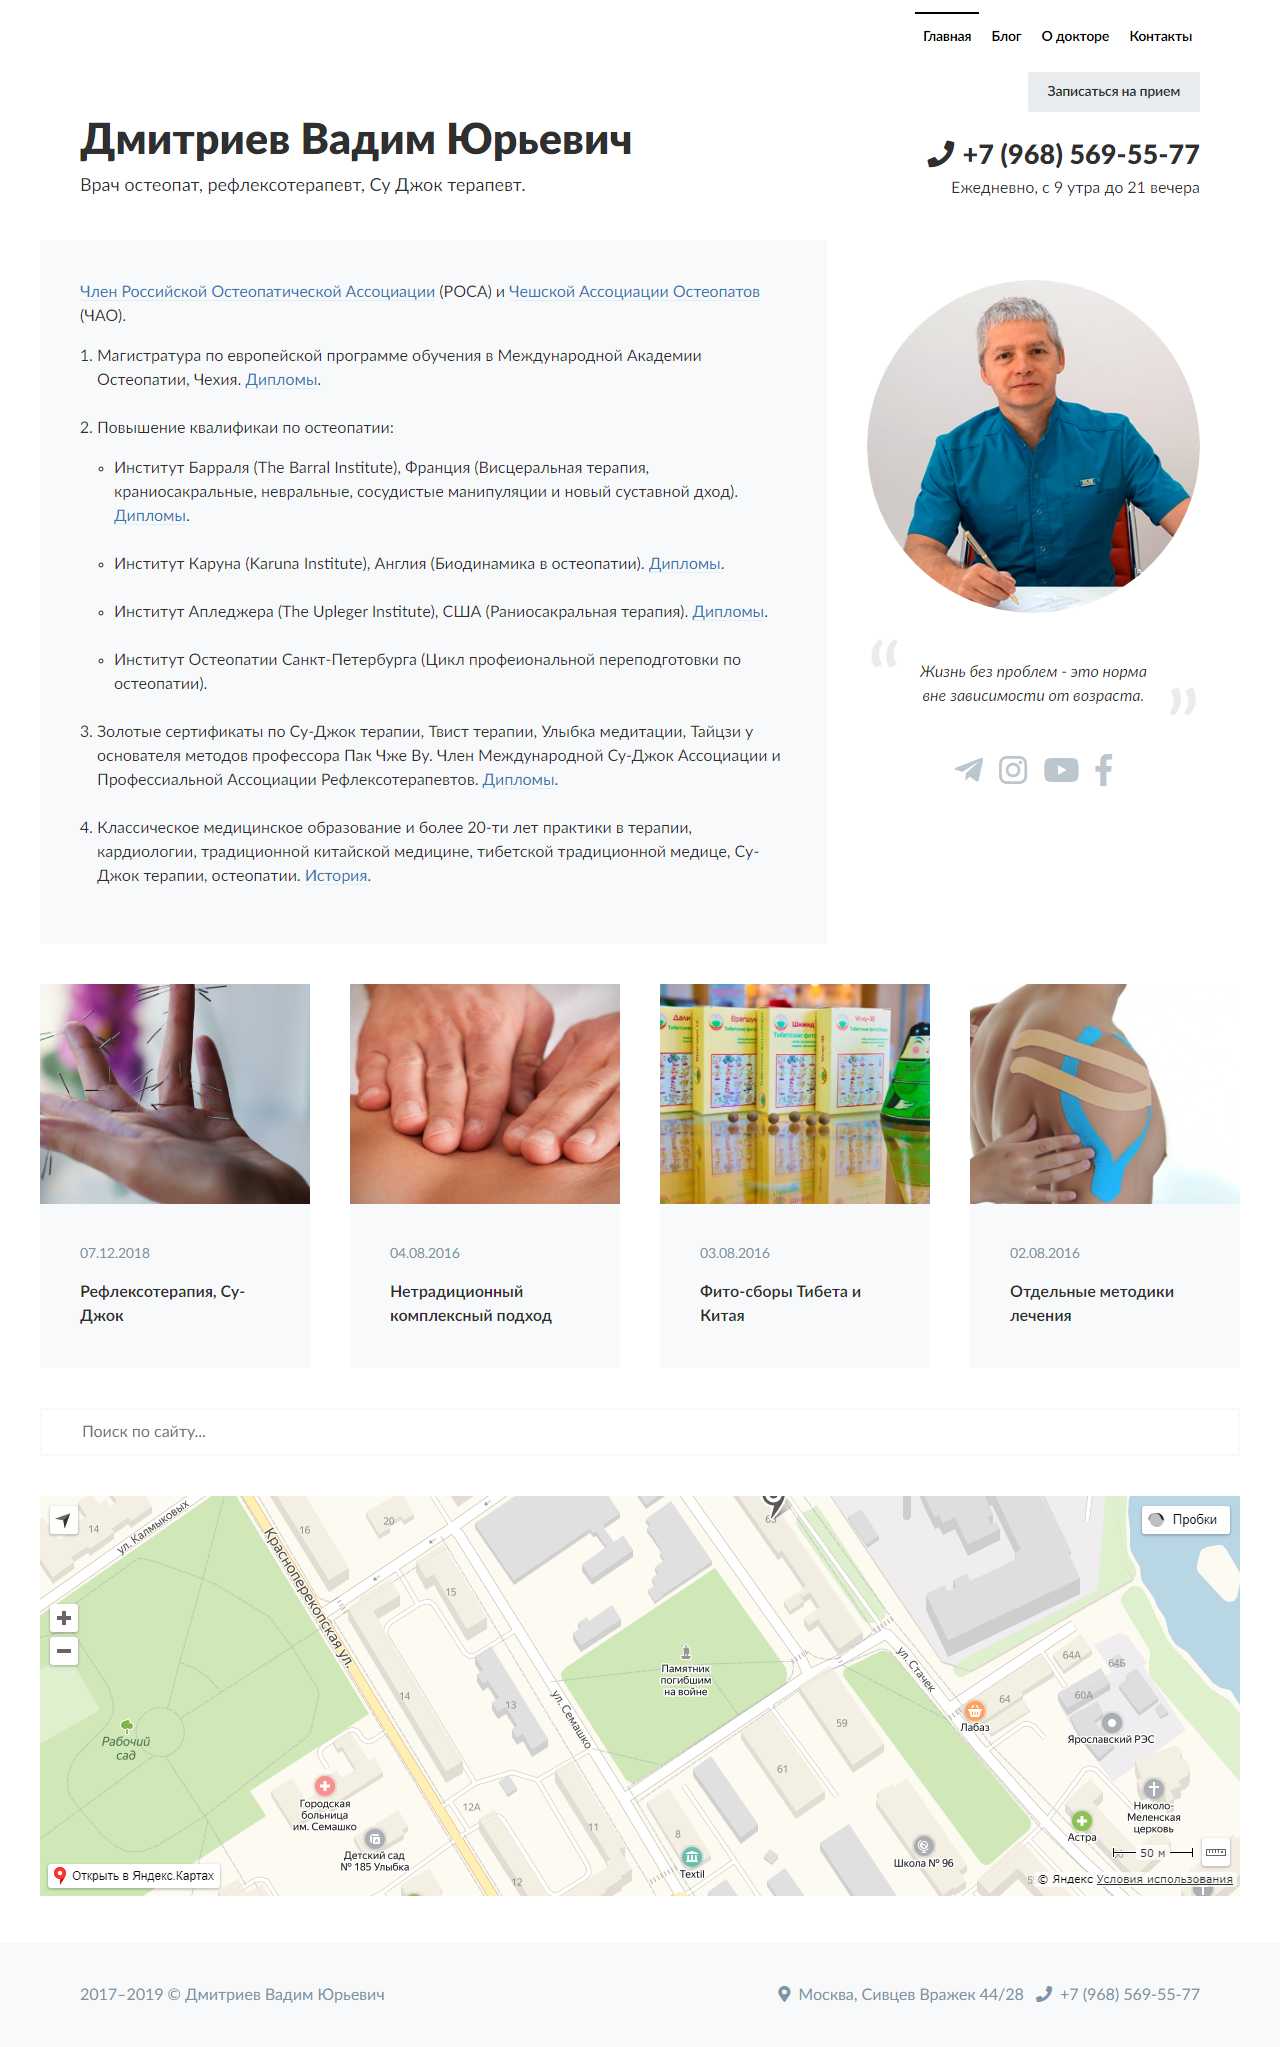 Главная Блог О докторе Контакты
Записаться на прием
Дмитриев Вадим Юрьевич
Врач остеопат, рефлексотерапевт, Су Джок терапевт.
+7 (968) 569-55-77
Ежедневно, с 9 утра до 21 вечера
Член Российской Остеопатической Ассоциации (РОСА) и Чешской Ассоциации Остеопатов
(ЧАО).
1. Магистратура по европейской программе обучения в Международной Академии
Остеопатии, Чехия. Дипломы.
2. Повышение квалификаи по остеопатии:
Институт Барраля (The Barral Institute), Франция (Висцеральная терапия,
краниосакральные, невральные, сосудистые манипуляции и новый суставной дход).
Дипломы.
Институт Каруна (Karuna Institute), Англия (Биодинамика в остеопатии). Дипломы.
Институт Апледжера (The Upleger Institute), США (Раниосакральная терапия). Дипломы.
Институт Остеопатии Санкт-Петербурга (Цикл профеиональной переподготовки по
остеопатии).
3. Золотые сертификаты по Су-Джок терапии, Твист терапии, Улыбка медитации, Тайцзи у
основателя методов профессора Пак Чже Ву. Член Международной Су-Джок Ассоциации и
Профессиальной Ассоциации Рефлексотерапевтов. Дипломы.
4. Классическое медицинское образование и более 20-ти лет практики в терапии,
кардиологии, традиционной китайской медицине, тибетской традиционной медице, Су-
Джок терапии, остеопатии. История.
“
Жизнь без проблем - это норма
вне зависимости от возраста.
”
Дали Врапшун Шижид Угчу-18
Тибетские фито
07.12.2018
Рефлексотерапия, Су-
Джок
04.08.2016
Нетрадиционный
комплексный подход
03.08.2016
Фито-сборы Тибета и
Китая
02.08.2016
Отдельные методики
лечения
Поиск по сайту...
Пробки
ул. Калмыковых
14
16
20
63
Красноперекопская ул.
15
14
13
ул. Семашко
Памятник
погибшим
на войне
ул. Стачек
64А
64Б
60А
64
Лабаз
Ярославский РЭС
59
61
Рабочий
сад
Городская
больница
им. Семашко
12А
11
8
12
Детский сад
№ 185 Улыбка
Textil
Школа № 96
Астра
Николо-
Меленская
церковь
50 м
Открыть в Яндекс.Картах
© Яндекс Условия использования
2017–2019 © Дмитриев Вадим Юрьевич
Москва, Сивцев Вражек 44/28 +7 (968) 569-55-77